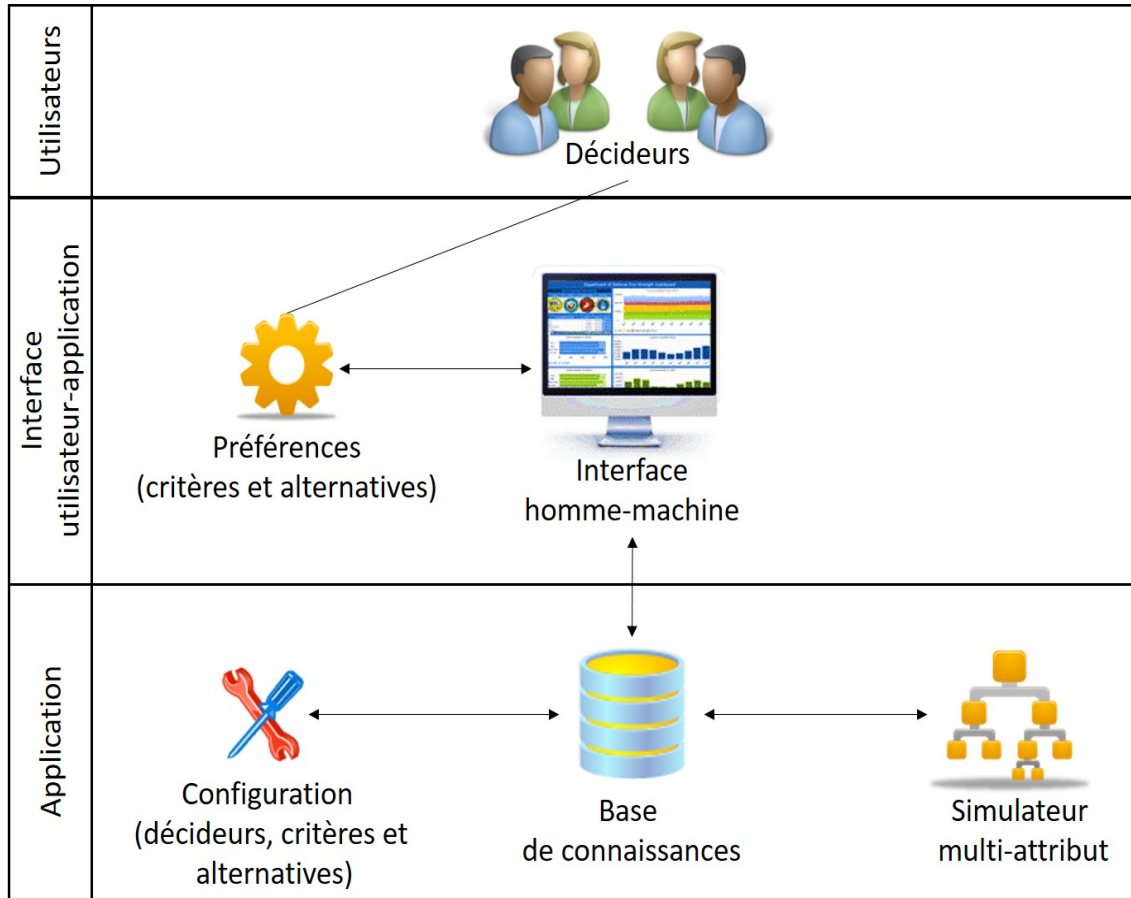 Utilisateurs
Décideurs
Interface
utilisateur-application
Préférences
(critères et alternatives)
Interface
homme-machine
Application
Configuration
(décideurs, critères et
alternatives)
Base
de connaissances
Simulateur
multi-attribut